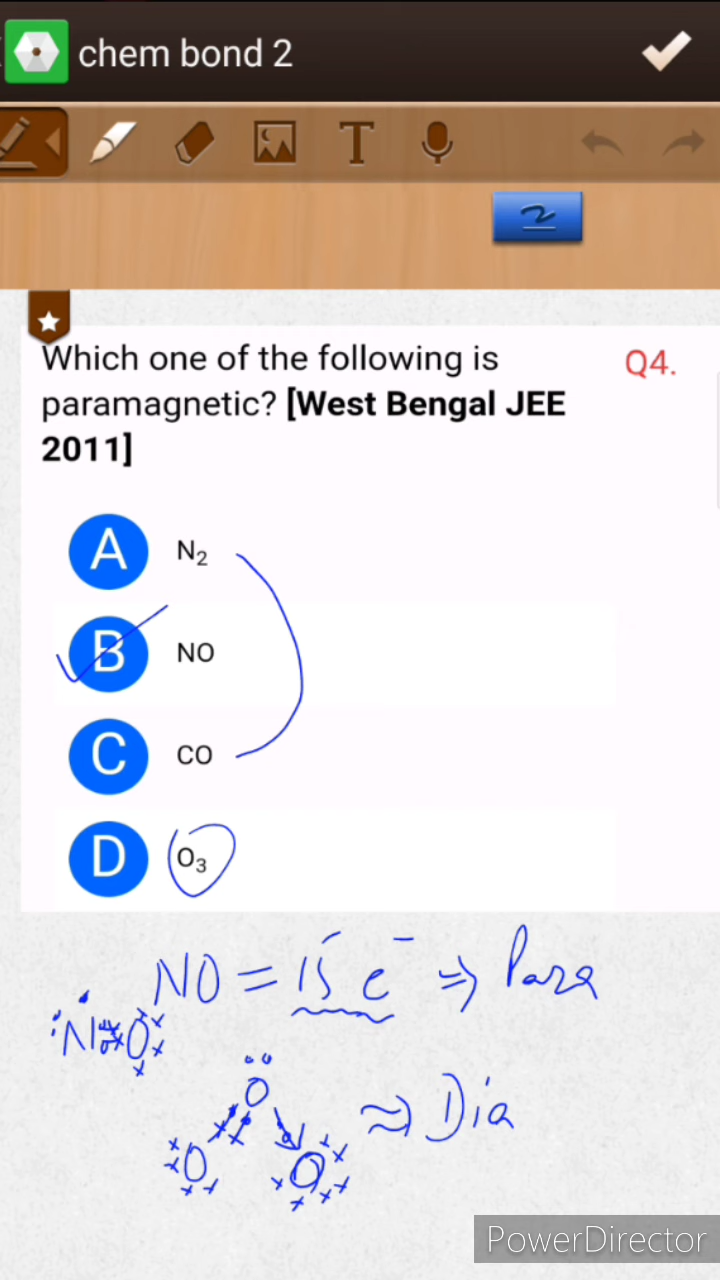 chem bond 2
T
2
Which one of the following is Q4.
paramagnetic? [West Bengal JEE
2011]
A N₂
B NO
C CO
D O₃
NO = 15 e⁻ ⇒ Para
N O
O ⇒ Dia
O O
PowerDirector